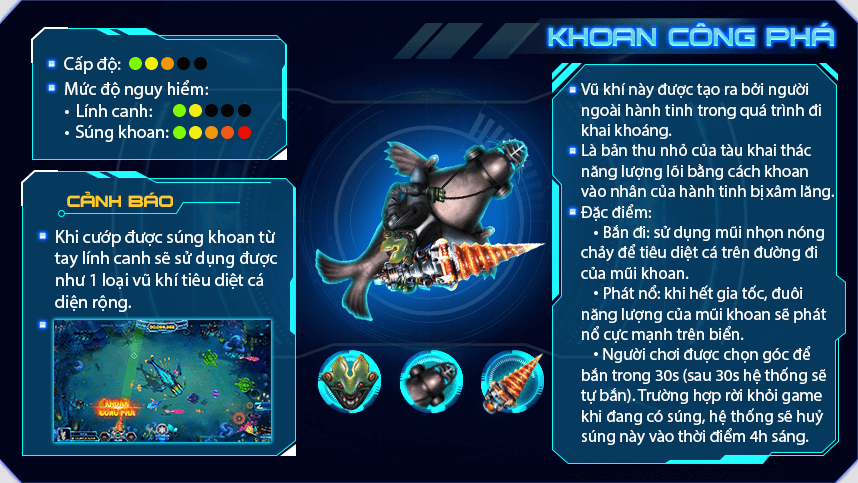 KHOAN CÔNG PHÁ
Cấp độ:
Mức độ nguy hiểm:
• Lính canh:
• Súng khoan:
CẢNH BÁO
Khi cướp được súng khoan từ
tay lính canh sẽ sử dụng được
như 1 loại vũ khí tiêu diệt cá
diện rộng.
KHOAN
CÔNG PHÁ
Vũ khí này được tạo ra bởi người
ngoài hành tinh trong quá trình đi
khai khoáng.
Là bản thu nhỏ của tàu khai thác
năng lượng lõi bằng cách khoan
vào nhân của hành tinh bị xâm lăng.
Đặc điểm:
• Bắn đi: sử dụng mũi nhọn nóng
chảy để tiêu diệt cá trên đường đi
của mũi khoan.
• Phát nổ: khi hết gia tốc, đuôi
năng lượng của mũi khoan sẽ phát
nổ cực mạnh trên biển.
• Người chơi được chọn góc để
bắn trong 30s (sau 30s hệ thống sẽ
tự bắn). Trường hợp rời khỏi game
khi đang có súng, hệ thống sẽ huỷ
súng này vào thời điểm 4h sáng.